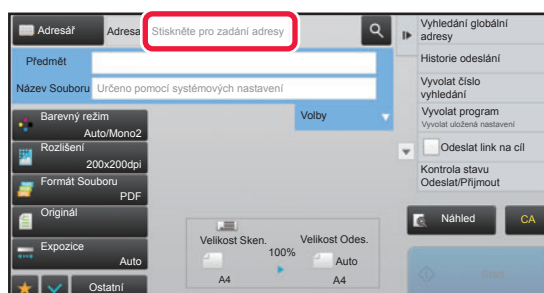 Adresář
Adresa
Stiskněte pro zadání adresy
Předmět
Název Souboru
Určeno pomocí systémových nastavení
Barevný režim
Auto/Mono2
Rozlišení
200x200dpi
Formát Souboru
PDF
Originál
Expozice
Auto
Ostatní
Volby
Velikost Sken.
100%
Velikost Odes.
A4
Auto
A4
Vyhledání globální
adresy
Historie odeslání
Vyvolat číslo
vyhledání
Vyvolat program
Vyvolat uložená nastavení
Odeslat link na cíl
Kontrola stavu
Odeslat/Přijmout
Náhled
CA
Start